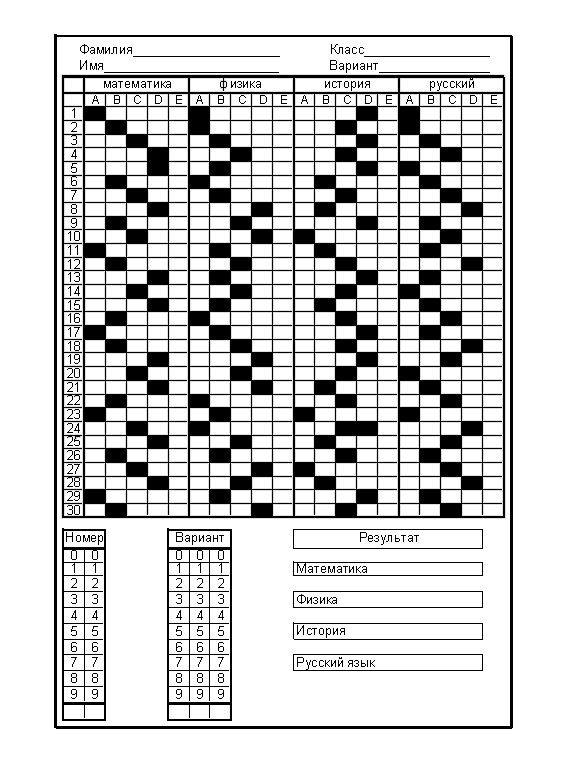 Фамилия Класс
Имя Вариант
математика физика история русский
A B C D E A B C D E A B C D E A B C D E
1
2
3
4
5
6
7
8
9
10
11
12
13
14
15
16
17
18
19
20
21
22
23
24
25
26
27
28
29
30
Номер Вариант Результат
0 0 0 0 0
1 1 1 1 1 Математика
2 2 2 2 2
3 3 3 3 3 Физика
4 4 4 4 4
5 5 5 5 5 История
6 6 6 6 6
7 7 7 7 7 Русский язык
8 8 8 8 8
9 9 9 9 9